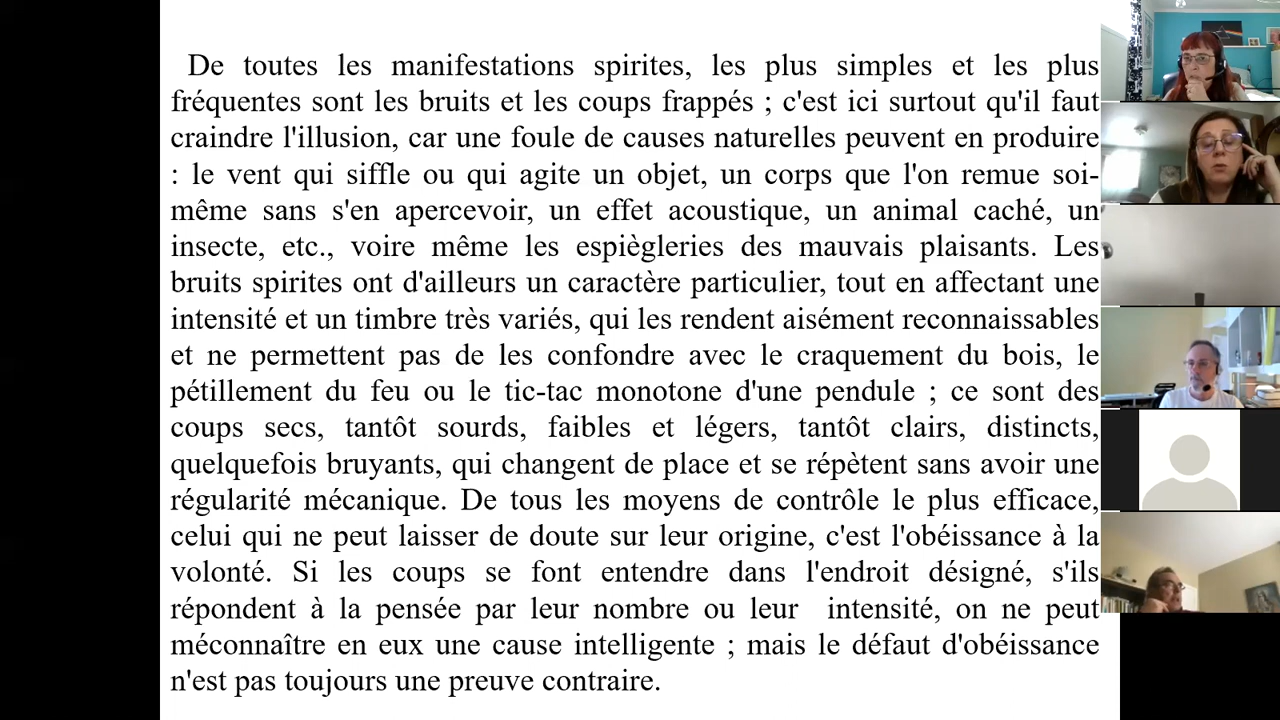 De toutes les manifestations spirites, les plus simples et les plus
fréquentes sont les bruits et les coups frappés ; c'est ici surtout qu'il faut
craindre l'illusion, car une foule de causes naturelles peuvent en produire
: le vent qui siffle ou qui agite un objet, un corps que l'on remue soi-
même sans s'en apercevoir, un effet acoustique, un animal caché, un
insecte, etc., voire même les espiègleries des mauvais plaisants. Les
bruits spirites ont d'ailleurs un caractère particulier, tout en affectant une
intensité et un timbre très variés, qui les rendent aisément reconnaissables
et ne permettent pas de les confondre avec le craquement du bois, le
pétillement du feu ou le tic-tac monotone d'une pendule ; ce sont des
coups secs, tantôt sourds, faibles et légers, tantôt clairs, distincts,
quelquefois bruyants, qui changent de place et se répètent sans avoir une
régularité mécanique. De tous les moyens de contrôle le plus efficace,
celui qui ne peut laisser de doute sur leur origine, c'est l'obéissance à la
volonté. Si les coups se font entendre dans l'endroit désigné, s'ils
répondent à la pensée par leur nombre ou leur intensité, on ne peut
méconnaître en eux une cause intelligente ; mais le défaut d'obéissance
n'est pas toujours une preuve contraire.